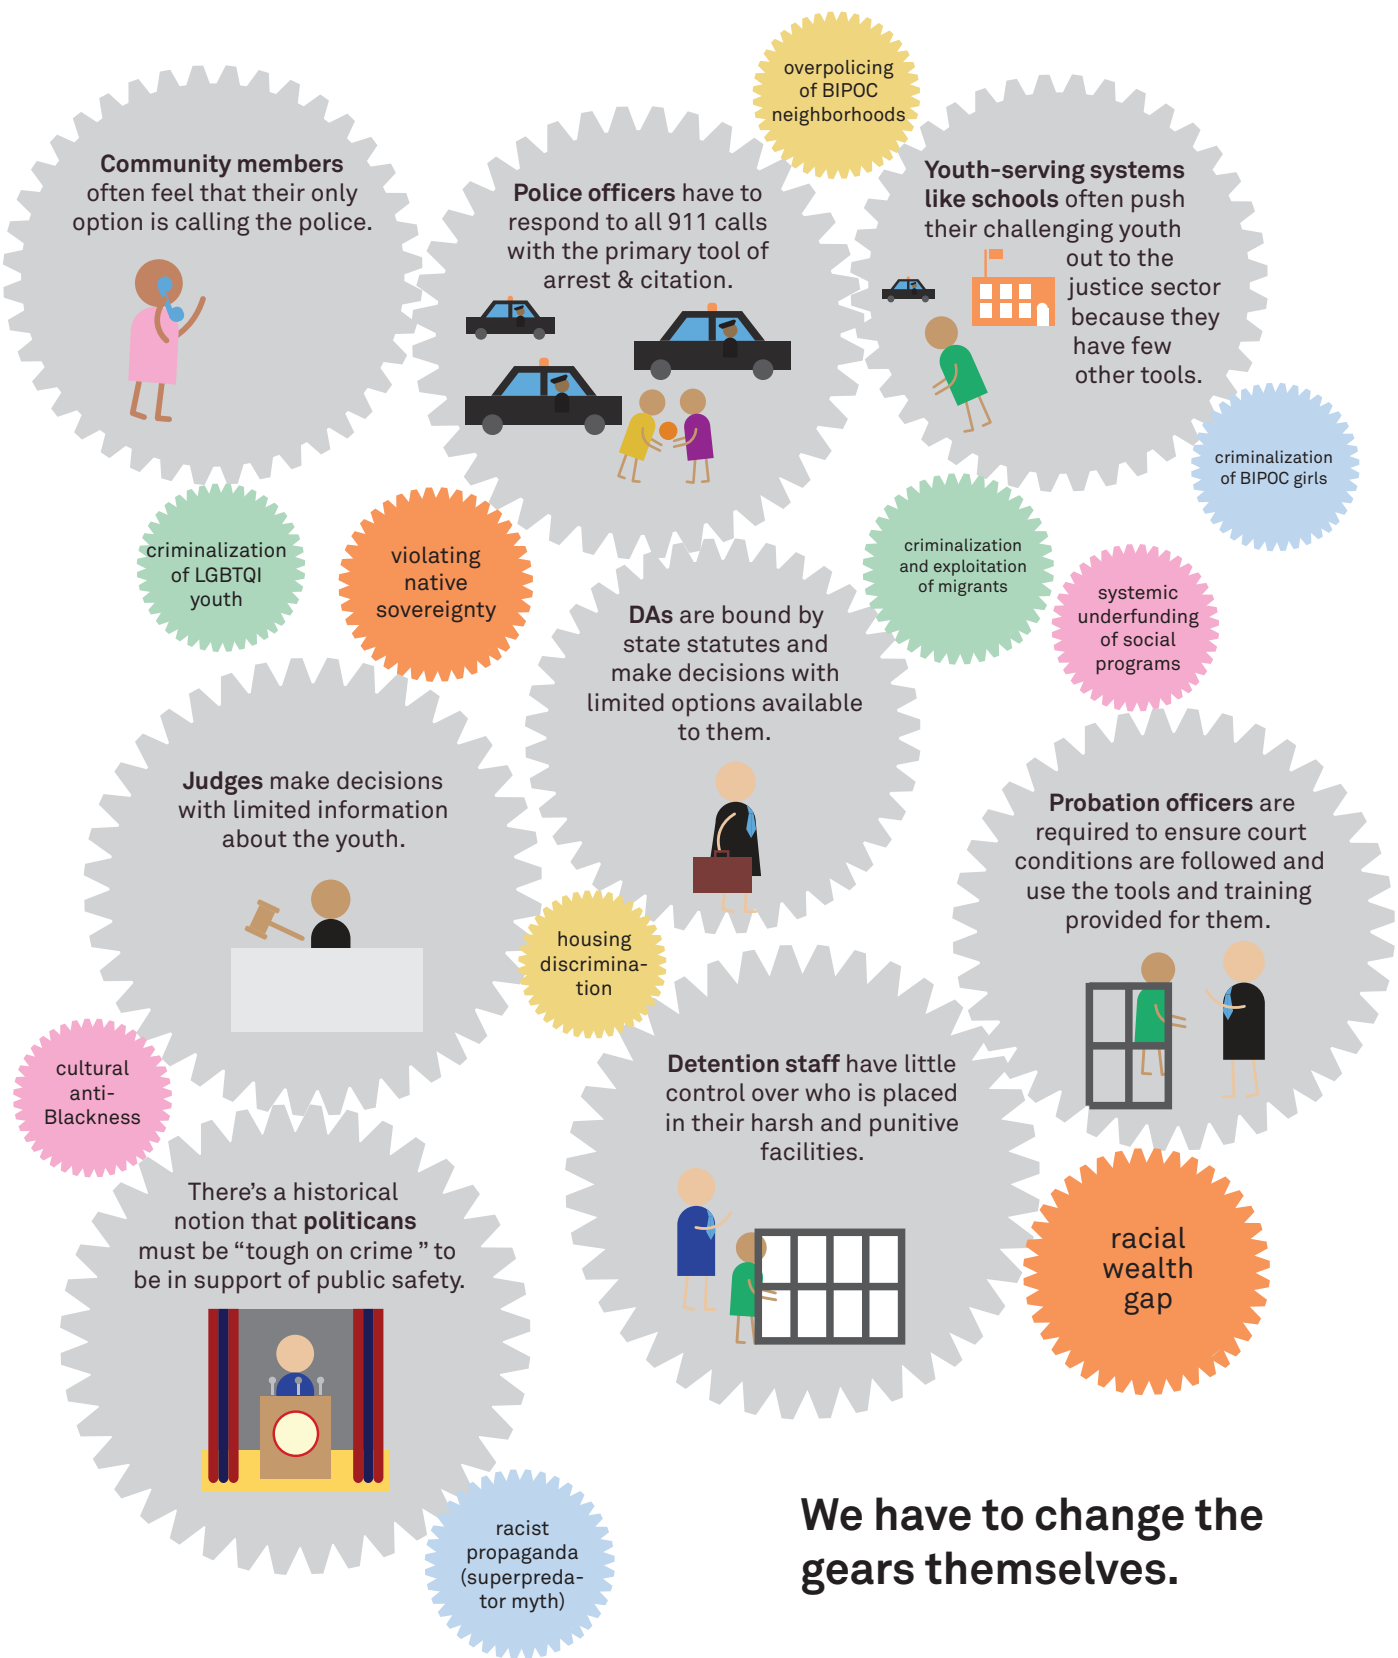 overpolicing
of BIPOC
neighborhoods
Community members
often feel that their only
option is calling the police.
Police officers have to
respond to all 911 calls
with the primary tool of
arrest & citation.
Youth-serving systems
like schools often push
their challenging youth
out to the
justice sector
because they
have few
other tools.
criminalization
of BIPOC girls
criminalization
of LGBTQI
youth
violating
native
sovereignty
criminalization
and exploitation
of migrants
systemic
underfunding
of social
programs
DAs are bound by
state statutes and
make decisions with
limited options available
to them.
Judges make decisions
with limited information
about the youth.
Probation officers are
required to ensure court
conditions are followed and
use the tools and training
provided for them.
housing
discrimina-
tion
cultural
anti-
Blackness
Detention staff have little
control over who is placed
in their harsh and punitive
facilities.
There's a historical
notion that politicans
must be “tough on crime ” to
be in support of public safety.
racial
wealth
gap
racist
propaganda
(superpreda-
tor myth)
We have to change the
gears themselves.